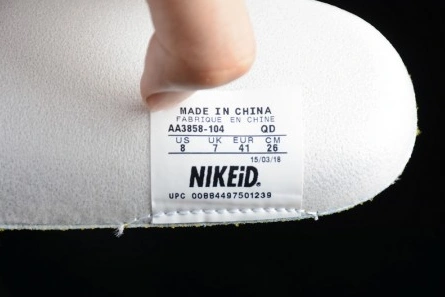 MADE IN CHINA
FABRIQUE EN CHINE
AA3858-104 QD
US UK EUR CM
8 7 41 26
15/03/18
NIKEiD.
UPC 00884497501239